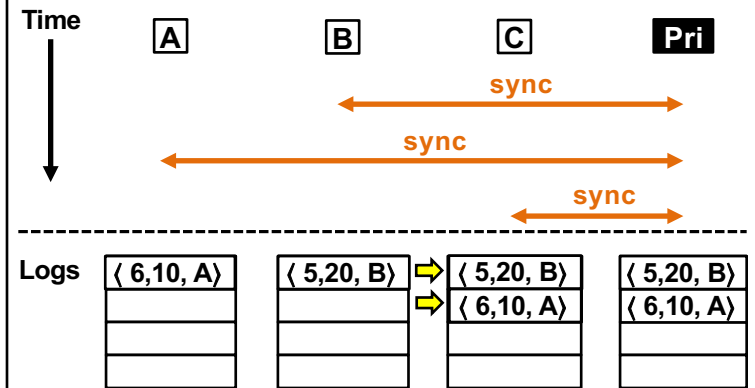 Time
A
B
C
Pri
sync
sync
sync
Logs
⟨ 6,10, A⟩
⟨ 5,20, B⟩
⟨ 5,20, B⟩
⟨ 5,20, B⟩
⟨ 6,10, A⟩
⟨ 6,10, A⟩